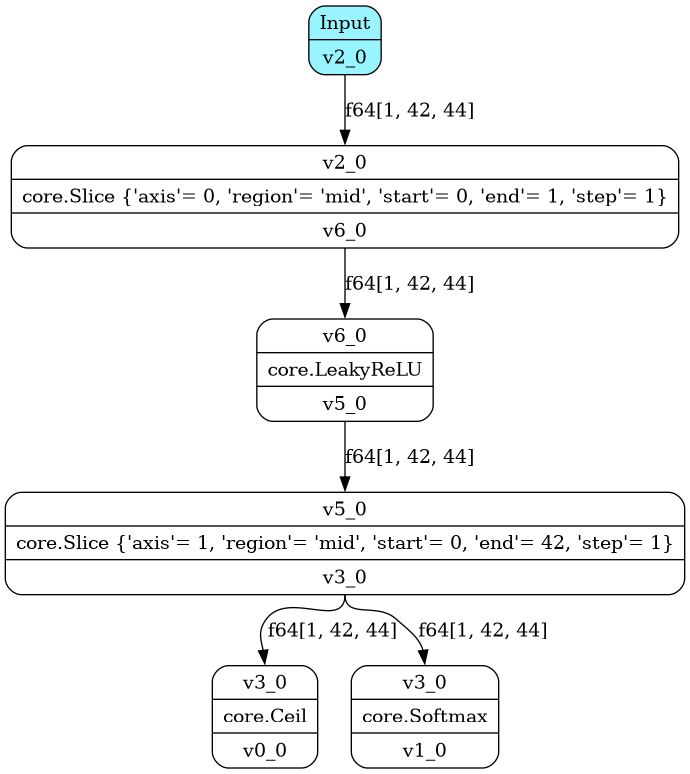 Input
v2_0
f64[1, 42, 44]
v2_0
core.Slice {'axis'= 0, 'region'= 'mid', 'start'= 0, 'end'= 1, 'step'= 1}
v6_0
f64[1, 42, 44]
v6_0
core.LeakyReLU
v5_0
f64[1, 42, 44]
v5_0
core.Slice {'axis'= 1, 'region'= 'mid', 'start'= 0, 'end'= 42, 'step'= 1}
v3_0
f64[1, 42, 44]
f64[1, 42, 44]
v3_0
core.Ceil
v0_0
v3_0
core.Softmax
v1_0